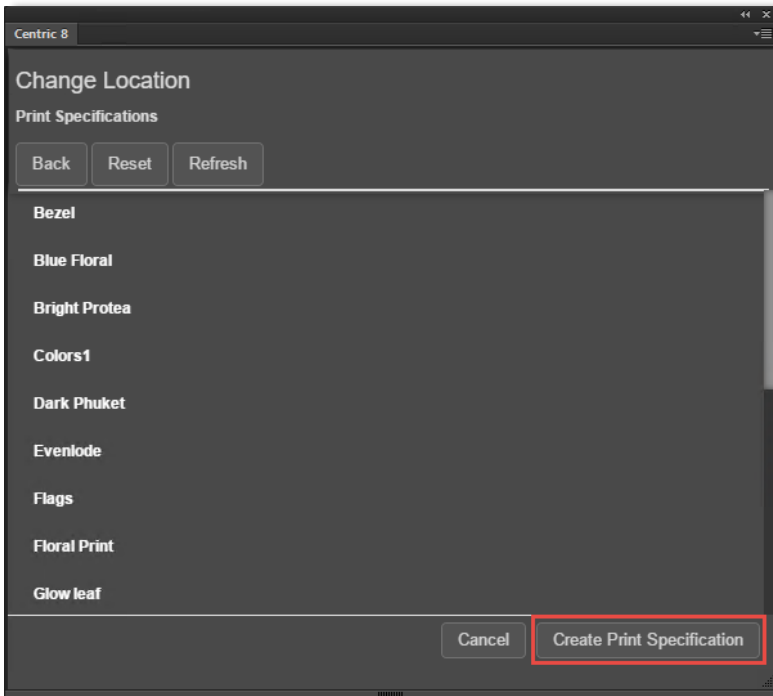 Centric 8
Change Location
Print Specifications
Back Reset Refresh
Bezel
Blue Floral
Bright Protea
Colors1
Dark Phuket
Evenlode
Flags
Floral Print
Glow leaf
Cancel Create Print Specification